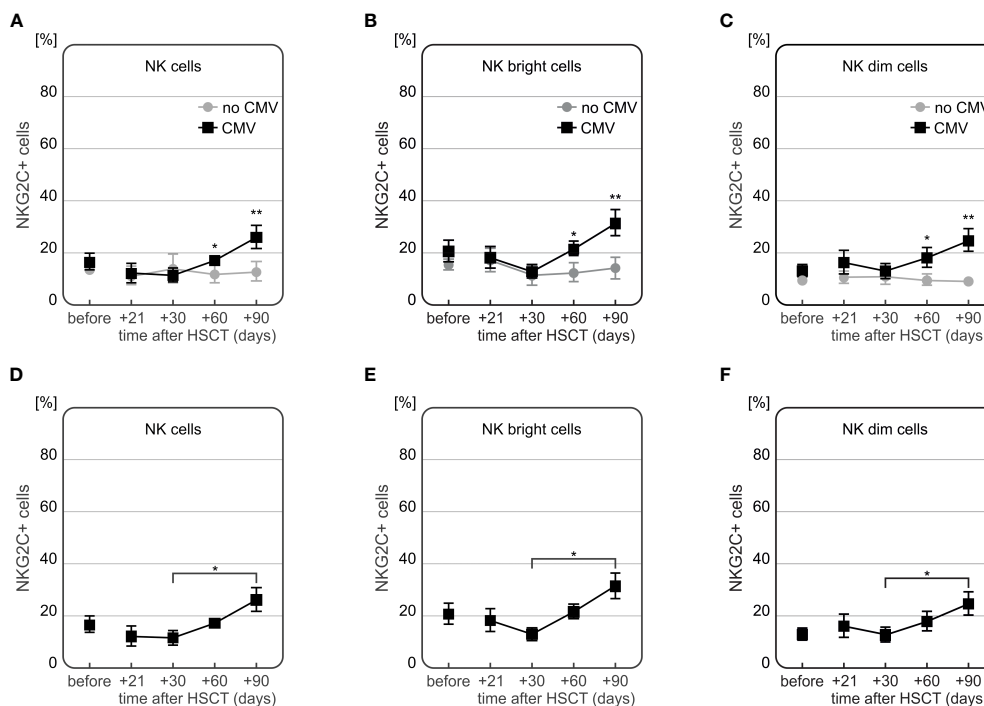 A
[%]
NK cells
no CMV
CMV
80
60
40
20
0
NKG2C+ cells
*
**
before +21 +30 +60 +90
time after HSCT (days)
B
[%]
NK bright cells
no CMV
CMV
80
60
40
20
0
NKG2C+ cells
*
**
before +21 +30 +60 +90
time after HSCT (days)
C
[%]
NK dim cells
no CMV
CMV
80
60
40
20
0
NKG2C+ cells
*
**
before +21 +30 +60 +90
time after HSCT (days
D
[%]
NK cells
80
60
40
20
0
NKG2C+ cells
*
before +21 +30 +60 +90
time after HSCT (days)
E
[%]
NK bright cells
80
60
40
20
0
NKG2C+ cells
*
before +21 +30 +60 +90
time after HSCT (days)
F
[%]
NK dim cells
80
60
40
20
0
NKG2C+ cells
*
before +21 +30 +60 +90
time after HSCT (days